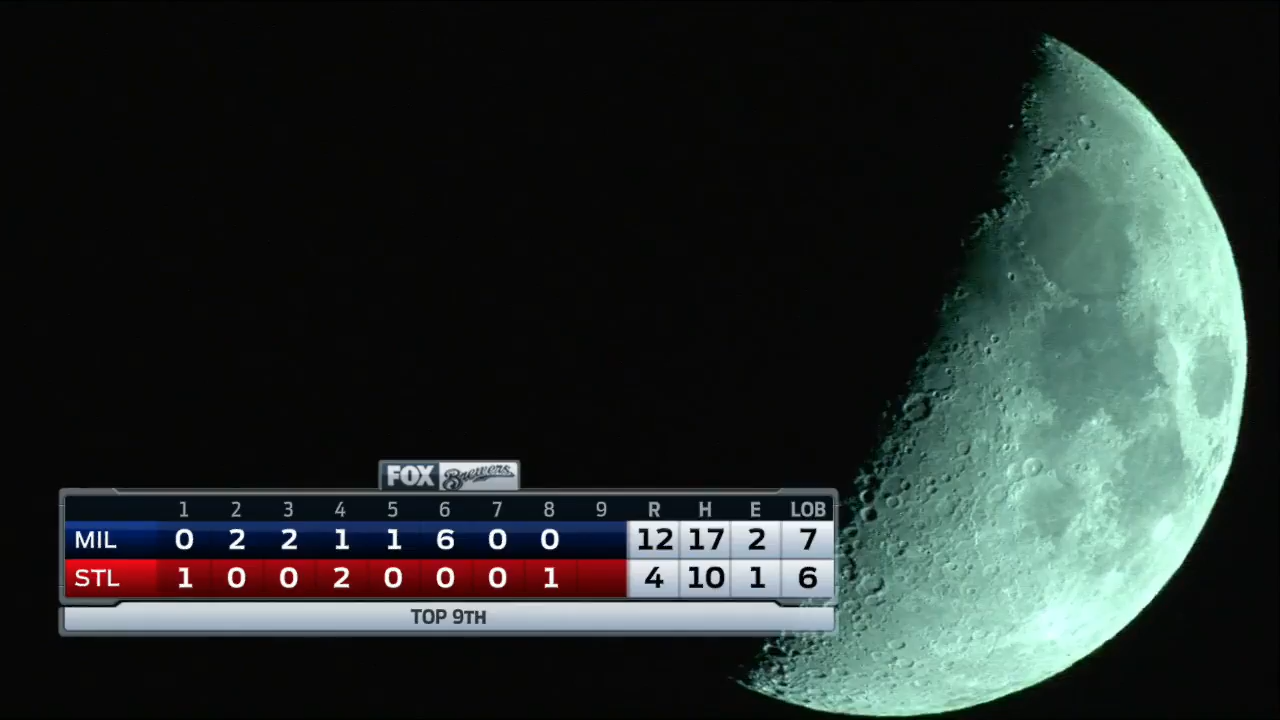 FOX Brewers
1 2 3 4 5 6 7 8 9 R H E LOB
MIL 0 2 2 1 1 6 0 0 12 17 2 7
STL 1 0 0 2 0 0 0 1 4 10 1 6
TOP 9TH